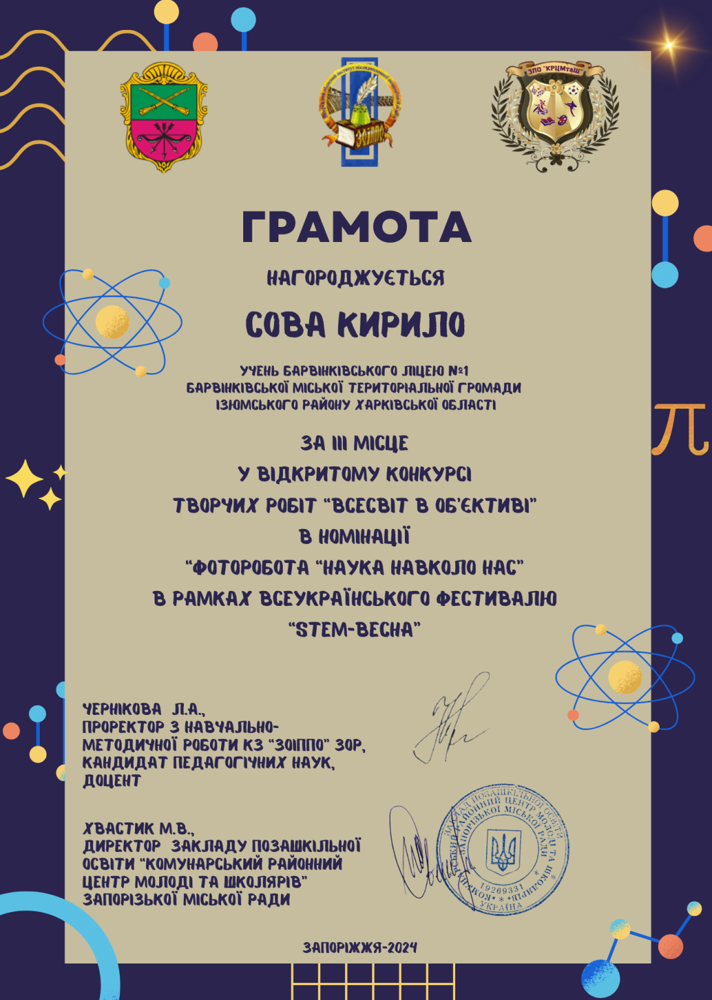 ЗПО "КРЦМтаШ"
ЗОІППО
ГРАМОТА
НАГОРОДЖУЄТЬСЯ
СОВА КИРИЛО
УЧЕНЬ БАРВІНКІВСЬКОГО ЛІЦЕЮ №1
БАРВІНКІВСЬКОЇ МІСЬКОЇ ТЕРИТОРІАЛЬНОЇ ГРОМАДИ
ІЗЮМСЬКОГО РАЙОНУ ХАРКІВСЬКОЇ ОБЛАСТІ
ЗА ІІІ МІСЦЕ
У ВІДКРИТОМУ КОНКУРСІ
ТВОРЧИХ РОБІТ “ВСЕСВІТ В ОБ’ЄКТИВІ”
В НОМІНАЦІЇ
“ФОТОРОБОТА “НАУКА НАВКОЛО НАС”
В РАМКАХ ВСЕУКРАЇНСЬКОГО ФЕСТИВАЛЮ
“STEM-ВЕСНА”
π
ЧЕРНІКОВА Л.А.,
ПРОРЕКТОР З НАВЧАЛЬНО-
МЕТОДИЧНОЇ РОБОТИ КЗ “ЗОІППО” ЗОР,
КАНДИДАТ ПЕДАГОГІЧНИХ НАУК,
ДОЦЕНТ
ХВАСТИК М.В.,
ДИРЕКТОР ЗАКЛАДУ ПОЗАШКІЛЬНОЇ
ОСВІТИ “КОМУНАРСЬКИЙ РАЙОННИЙ
ЦЕНТР МОЛОДІ ТА ШКОЛЯРІВ”
ЗАПОРІЗЬКОЇ МІСЬКОЇ РАДИ
ЗАКЛАД ПОЗАШКІЛЬНОЇ ОСВІТИ
КОМУНАРСЬКИЙ РАЙОННИЙ ЦЕНТР МОЛОДІ ТА ШКОЛЯРІВ
ЗАПОРІЗЬКОЇ МІСЬКОЇ РАДИ
19269331
УКРАЇНА
ЗАПОРІЖЖЯ-2024